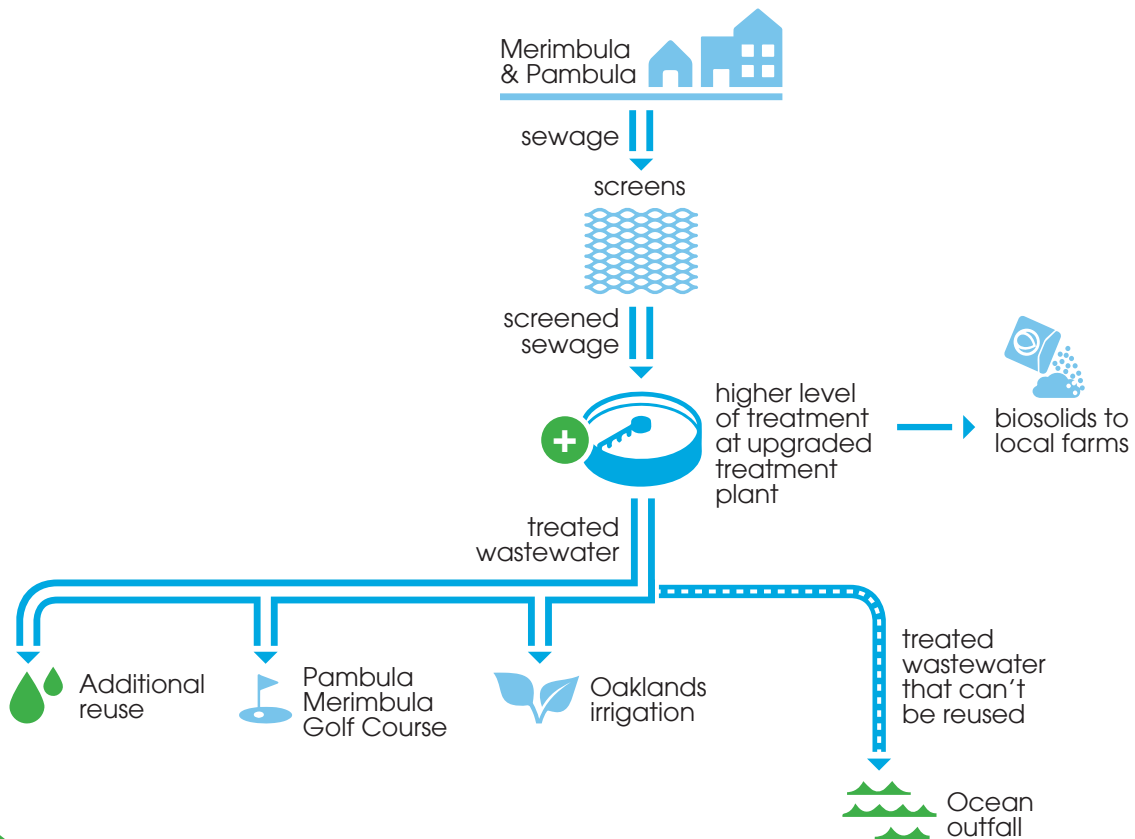 Merimbula
& Pambula
sewage
screens
screened
sewage
higher level
of treatment
at upgraded
treatment
plant
biosolids to
local farms
treated
wastewater
Additional
reuse
Pambula
Merimbula
Golf Course
Oaklands
irrigation
treated
wastewater
that can't
be reused
Ocean
outfall